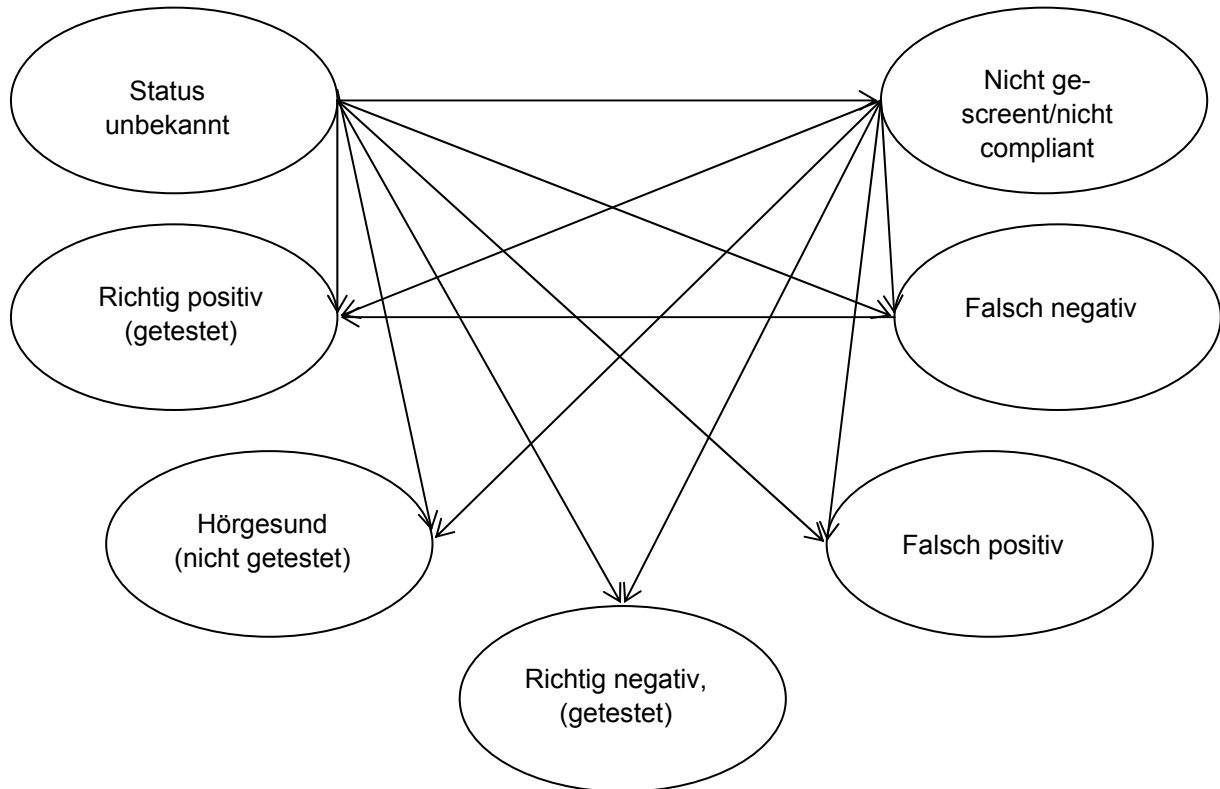 Status
unbekannt
Nicht ge-
screent/nicht
compliant
Richtig positiv
(getestet)
Falsch negativ
Hörgesund
(nicht getestet)
Falsch positiv
Richtig negativ,
(getestet)